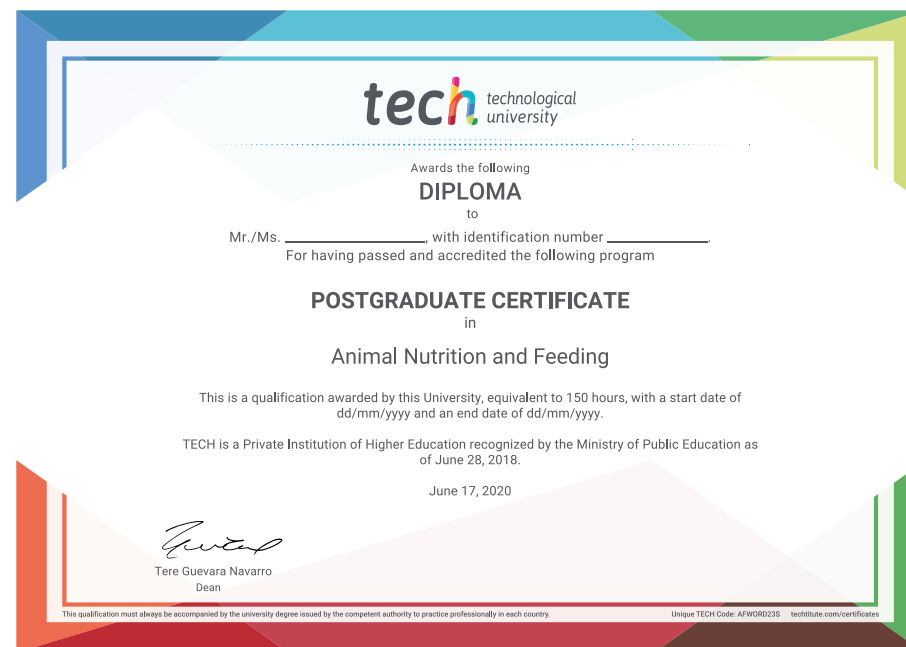 tech technological
university
Awards the following
DIPLOMA
to
Mr./Ms. ____________________, with identification number ______________.
For having passed and accredited the following program
POSTGRADUATE CERTIFICATE
in
Animal Nutrition and Feeding
This is a qualification awarded by this University, equivalent to 150 hours, with a start date of
dd/mm/yyyy and an end date of dd/mm/yyyy.
TECH is a Private Institution of Higher Education recognized by the Ministry of Public Education as
of June 28, 2018.
June 17, 2020
Tere Guevara Navarro
Dean
This qualification must always be accompanied by the university degree issued by the competent authority to practice professionally in each country. Unique TECH Code: AFWORD23S techtitute.com/certificates